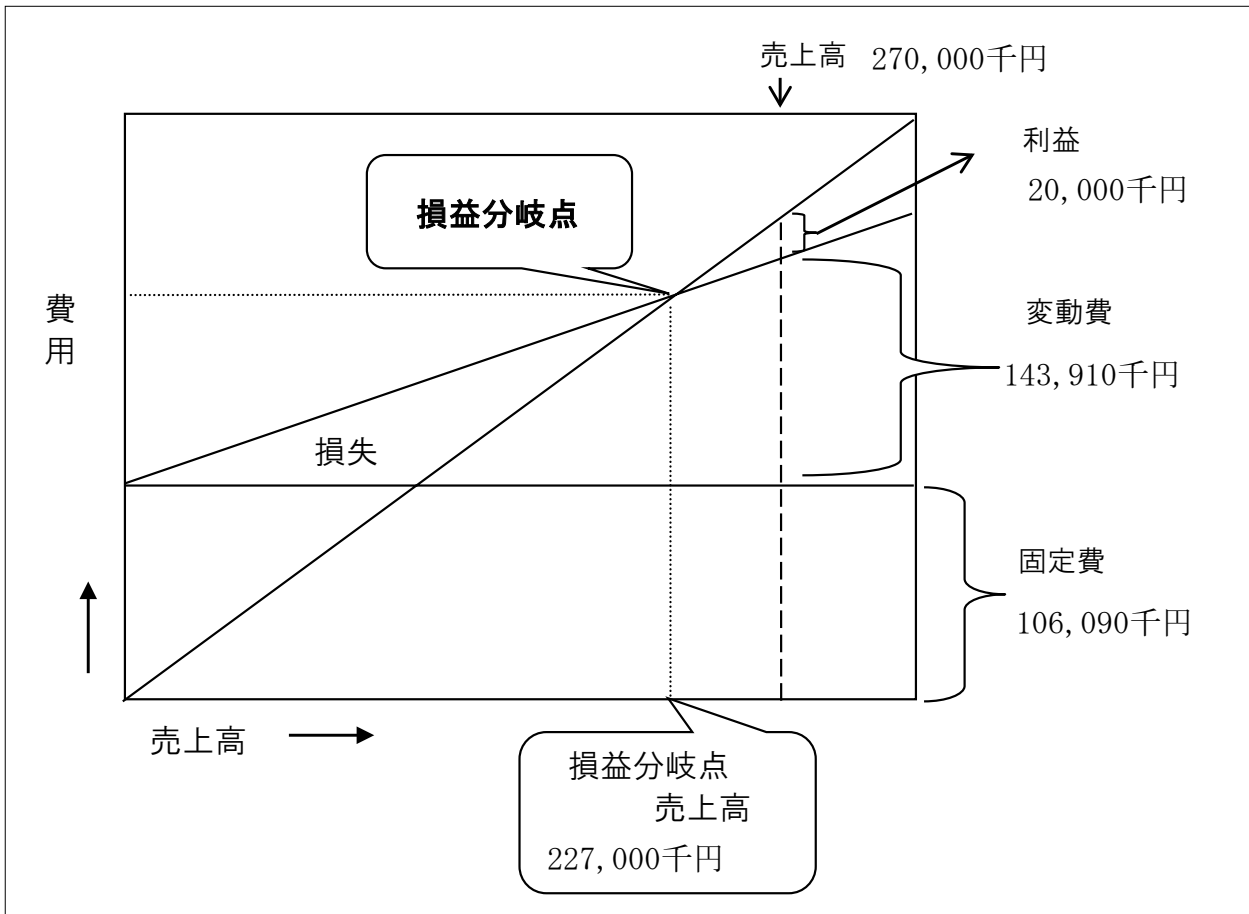 売上高 270,000千円
利益
20,000千円
損益分岐点
費
用
変動費
143,910千円
損失
固定費
106,090千円
売上高
損益分岐点
売上高
227,000千円